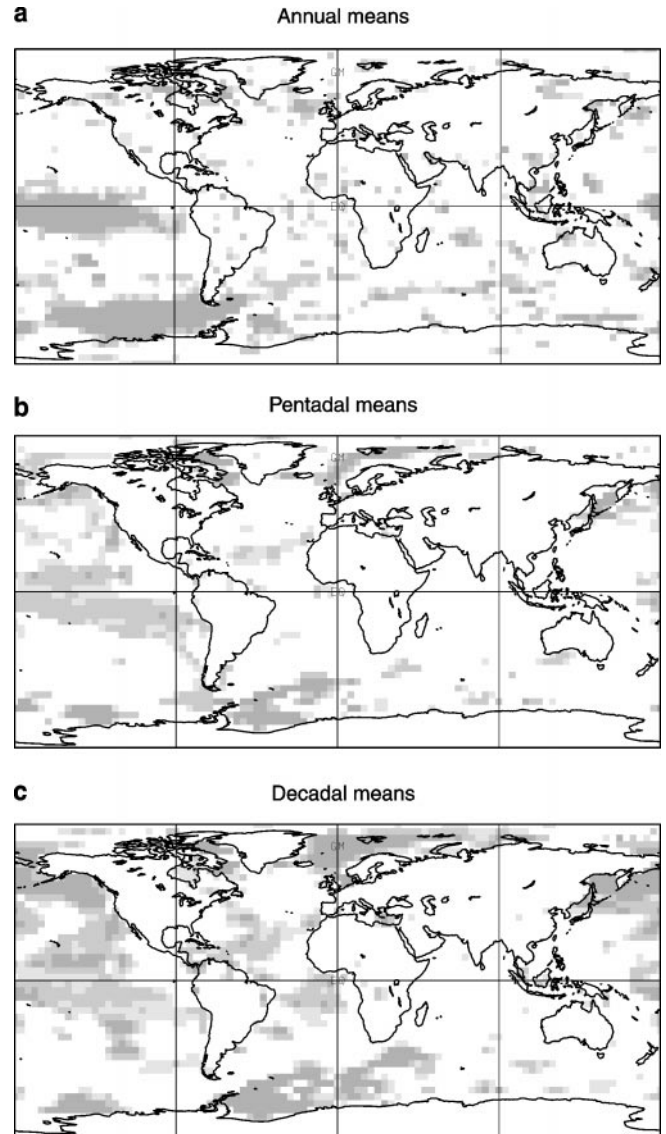 a
Annual means
GM
EQ
b
Pentadal means
GM
EQ
c
Decadal means
GM
EQ